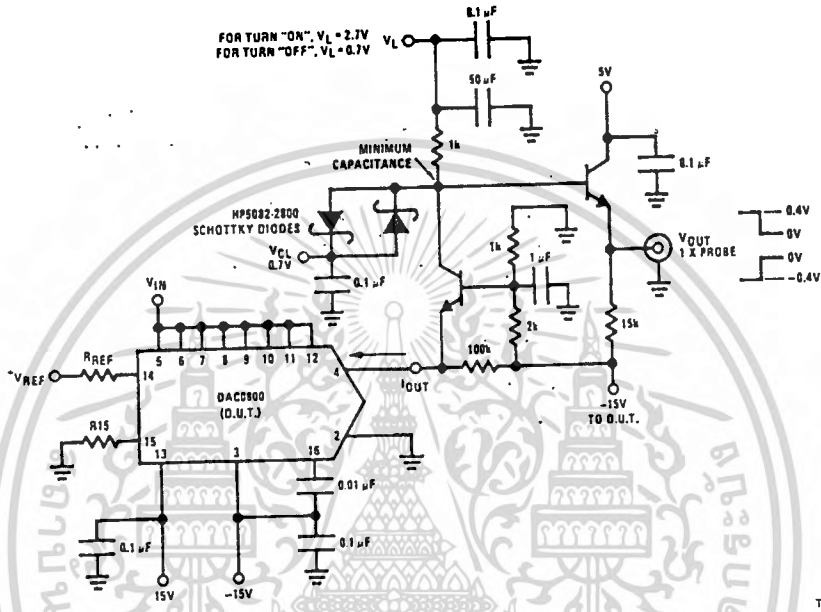 FOR TURN "ON", VL = 2.7V
FOR TURN "OFF", VL = 0.7V
VL
0.1 µF
50 µF
5V
1k
MINIMUM
CAPACITANCE
0.1 µF
HP5082-2800
SCHOTTKY DIODES
VCL
0.7V
0.1 µF
1k
1 µF
2k
VOUT
1 X PROBE
0.4V
0V
0V
-0.4V
VIN
5 6 7 8 9 10 11 12
+VREF
RREF
14
4
IOUT
100k
15k
-15V
TO D.U.T.
DAC0800
(D.U.T.)
R15
15
13
3
16
2
0.01 µF
0.1 µF
0.1 µF
15V
-15V